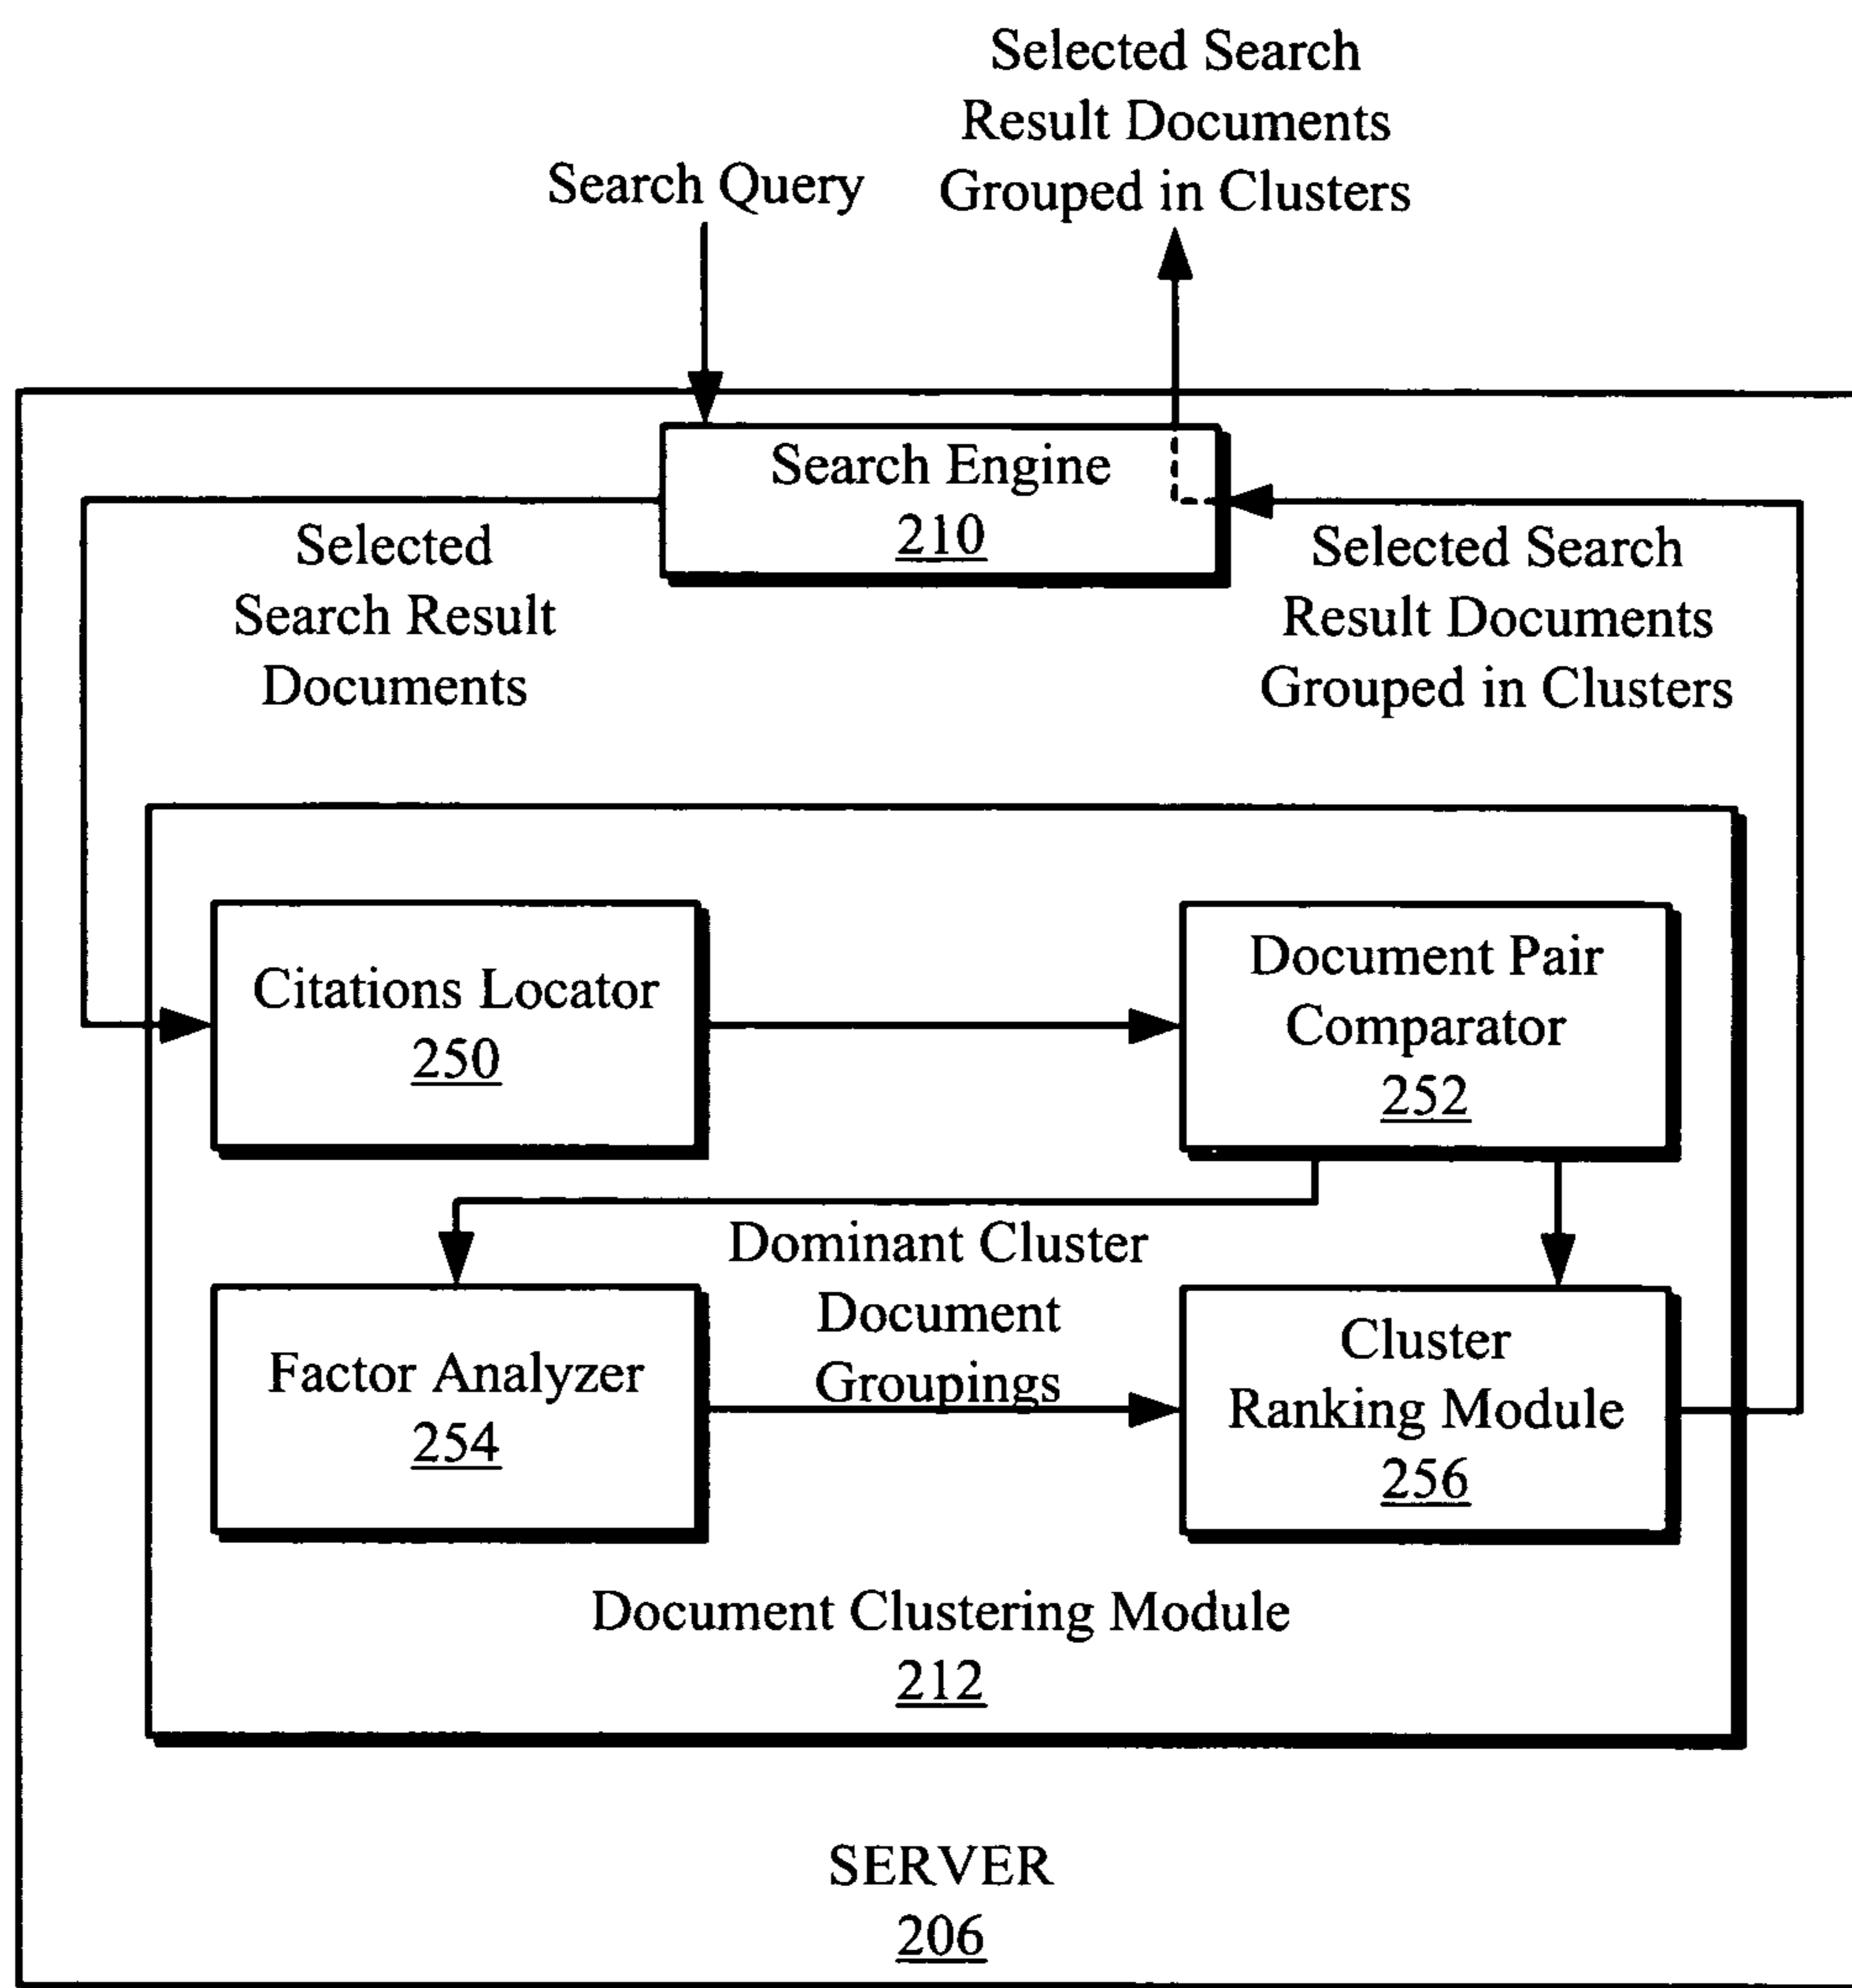 Selected Search
Result Documents
Grouped in Clusters
Search Query
Search Engine
210
Selected
Search Result
Documents
Selected Search
Result Documents
Grouped in Clusters
Citations Locator
250
Document Pair
Comparator
252
Dominant Cluster
Document
Groupings
Factor Analyzer
254
Cluster
Ranking Module
256
Document Clustering Module
212
SERVER
206